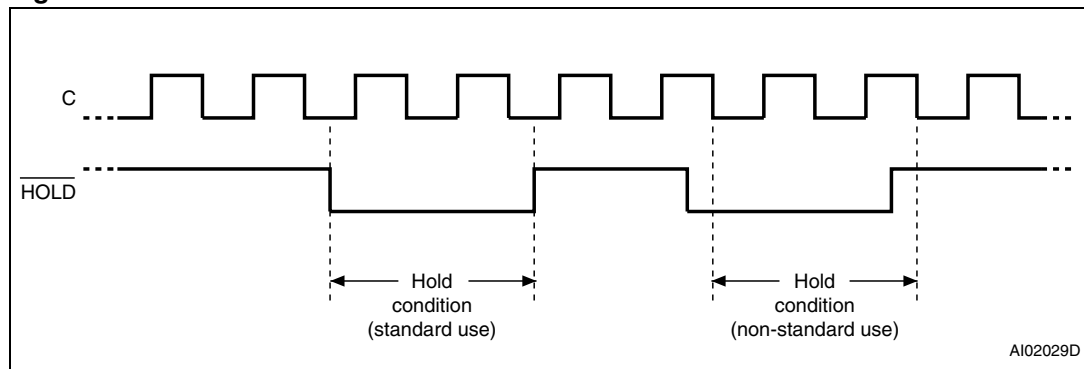 C
HOLD
Hold
condition
(standard use)
Hold
condition
(non-standard use)
AI02029D